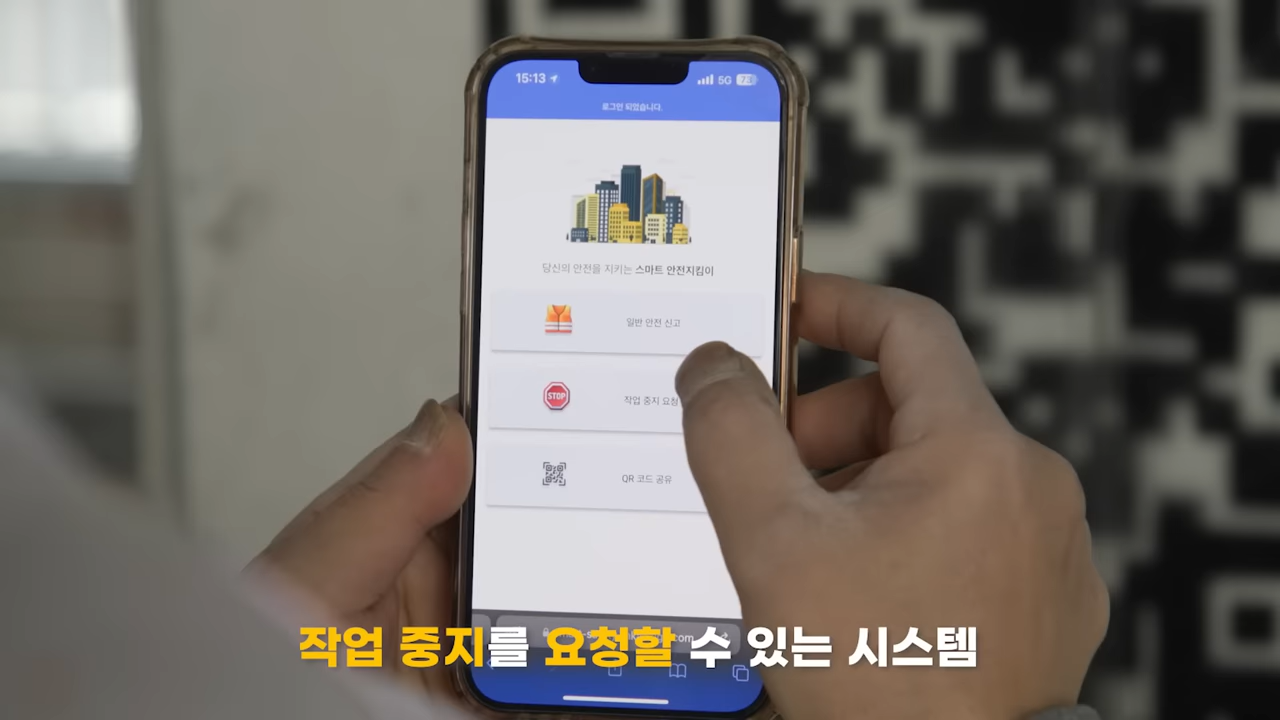 15:13
5G 73
로그인 되었습니다.
당신의 안전을 지키는 스마트 안전지킴이
일반 안전 신고
STOP
작업 중지 요청
QR 코드 공유
작업 중지를 요청할 수 있는 시스템